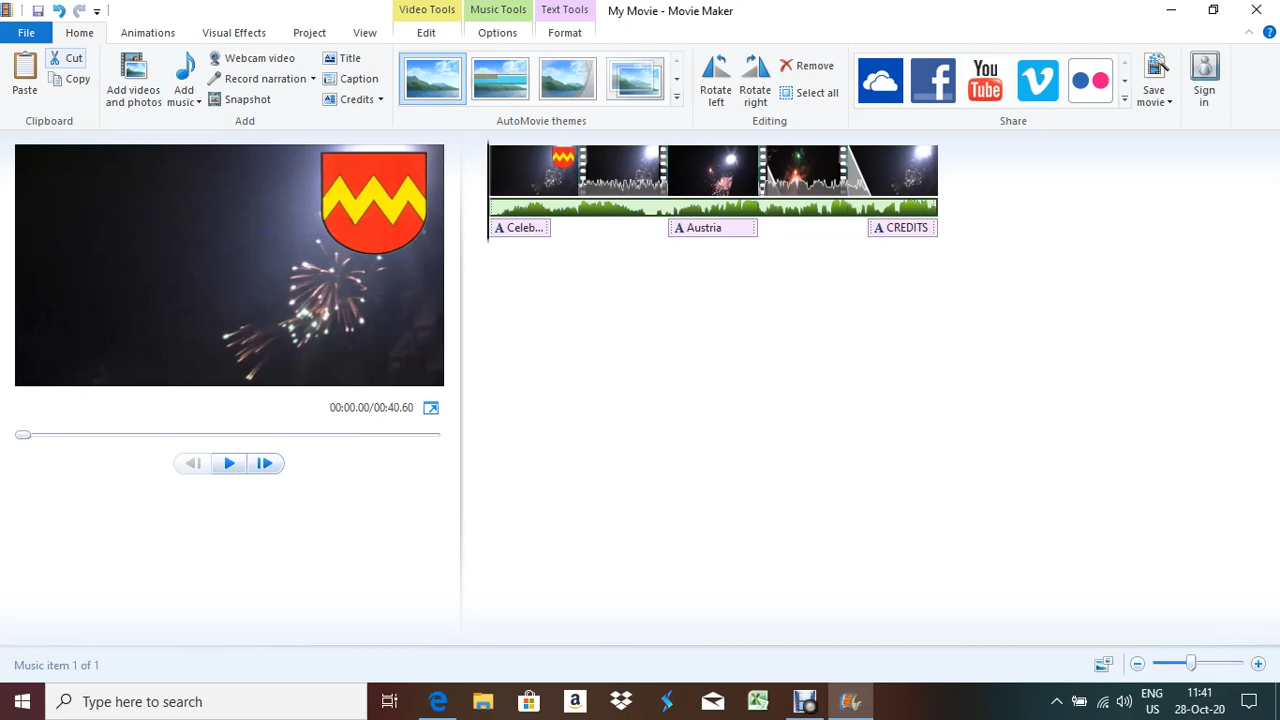 Video Tools Music Tools Text Tools My Movie - Movie Maker
File Home Animations Visual Effects Project View Edit Options Format
Paste
Cut
Copy
Clipboard
Add videos
and photos
Add
music
Webcam video
Record narration
Snapshot
Title
Caption
Credits
Add
AutoMovie themes
Rotate
left
Rotate
right
Remove
Select all
Editing
f
You
Tube
v
Share
Save
movie
Sign
in
A Celeb...
A Austria
A CREDITS
00:00.00/00:40.60
Music item 1 of 1
Type here to search
e
a
ENG
US
11:41
28-Oct-20